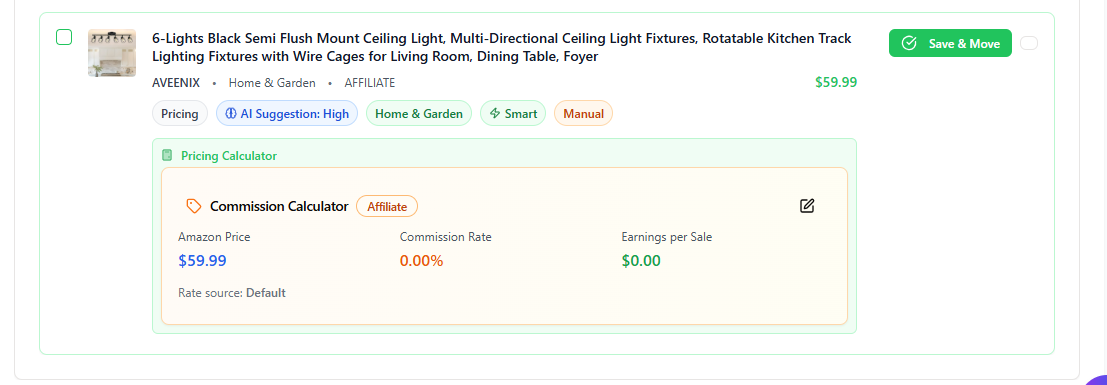 6-Lights Black Semi Flush Mount Ceiling Light, Multi-Directional Ceiling Light Fixtures, Rotatable Kitchen Track
Lighting Fixtures with Wire Cages for Living Room, Dining Table, Foyer
Save & Move
AVEENIX • Home & Garden • AFFILIATE
$59.99
Pricing
AI Suggestion: High
Home & Garden
Smart
Manual
Pricing Calculator
Commission Calculator
Affiliate
Amazon Price
Commission Rate
Earnings per Sale
$59.99
0.00%
$0.00
Rate source: Default